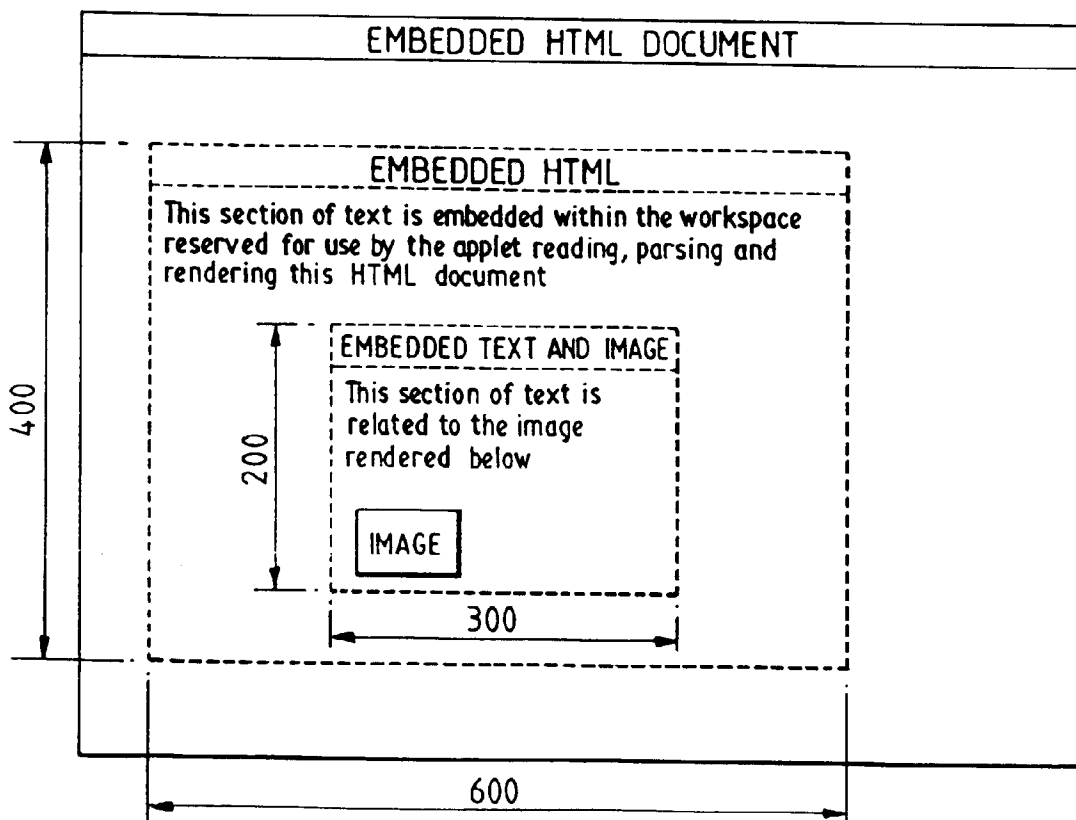 EMBEDDED HTML DOCUMENT
EMBEDDED HTML
This section of text is embedded within the workspace
reserved for use by the applet reading, parsing and
rendering this HTML document
EMBEDDED TEXT AND IMAGE
This section of text is
related to the image
rendered below
IMAGE
400
200
300
600